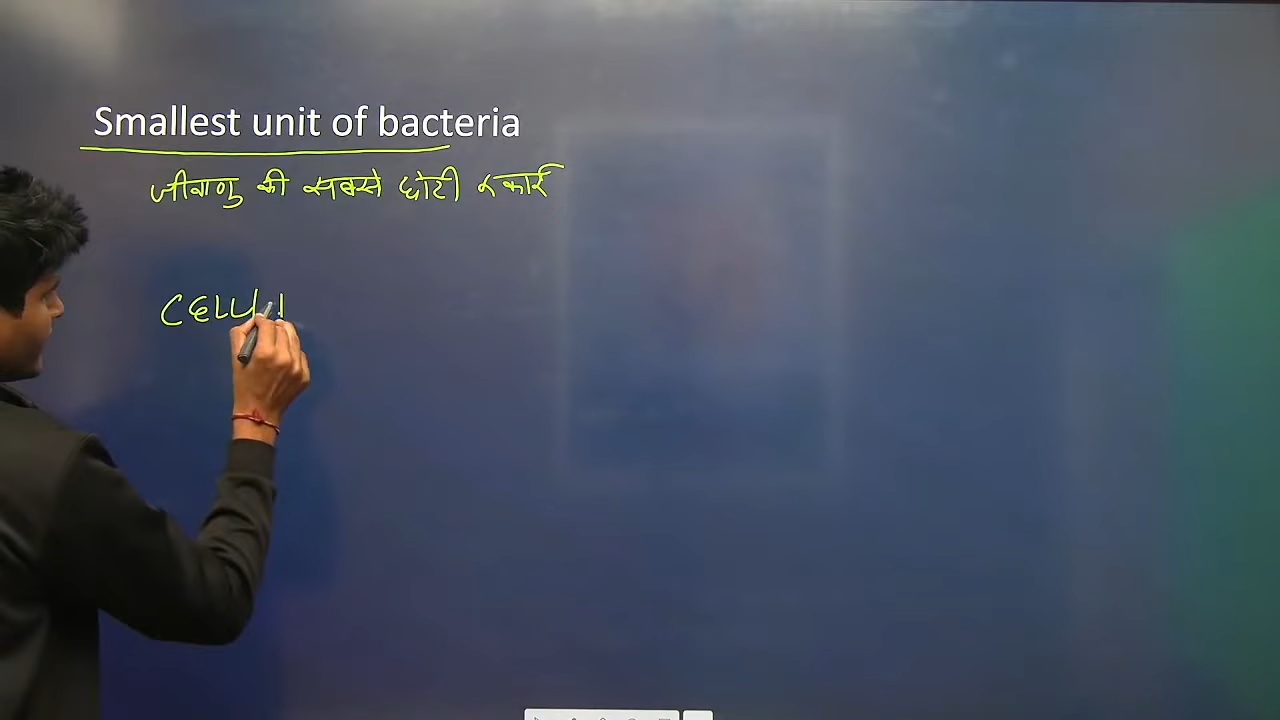 Smallest unit of bacteria
जीवाणु की सबसे छोटी इकाई
CELL